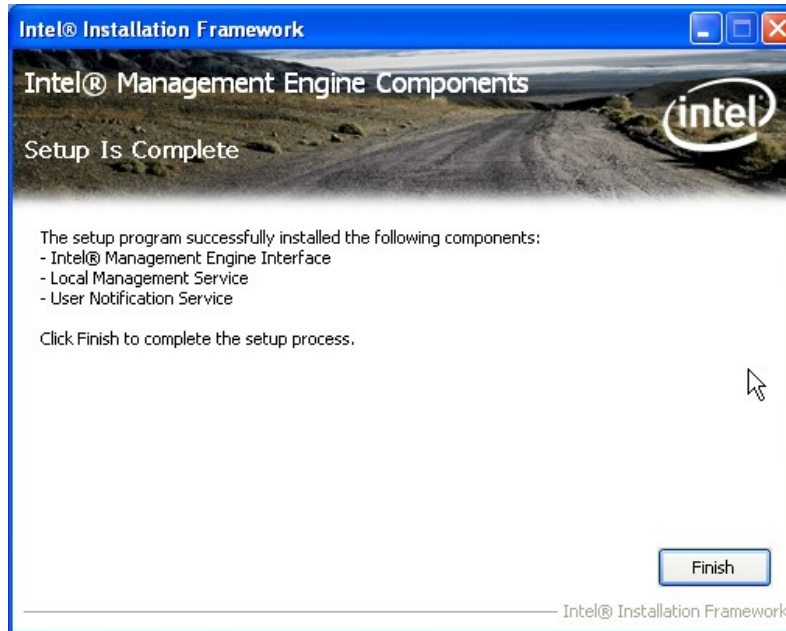 Intel® Installation Framework
Intel® Management Engine Components
intel
Setup Is Complete
The setup program successfully installed the following components:
- Intel® Management Engine Interface
- Local Management Service
- User Notification Service
Click Finish to complete the setup process.
Finish
Intel® Installation Framework